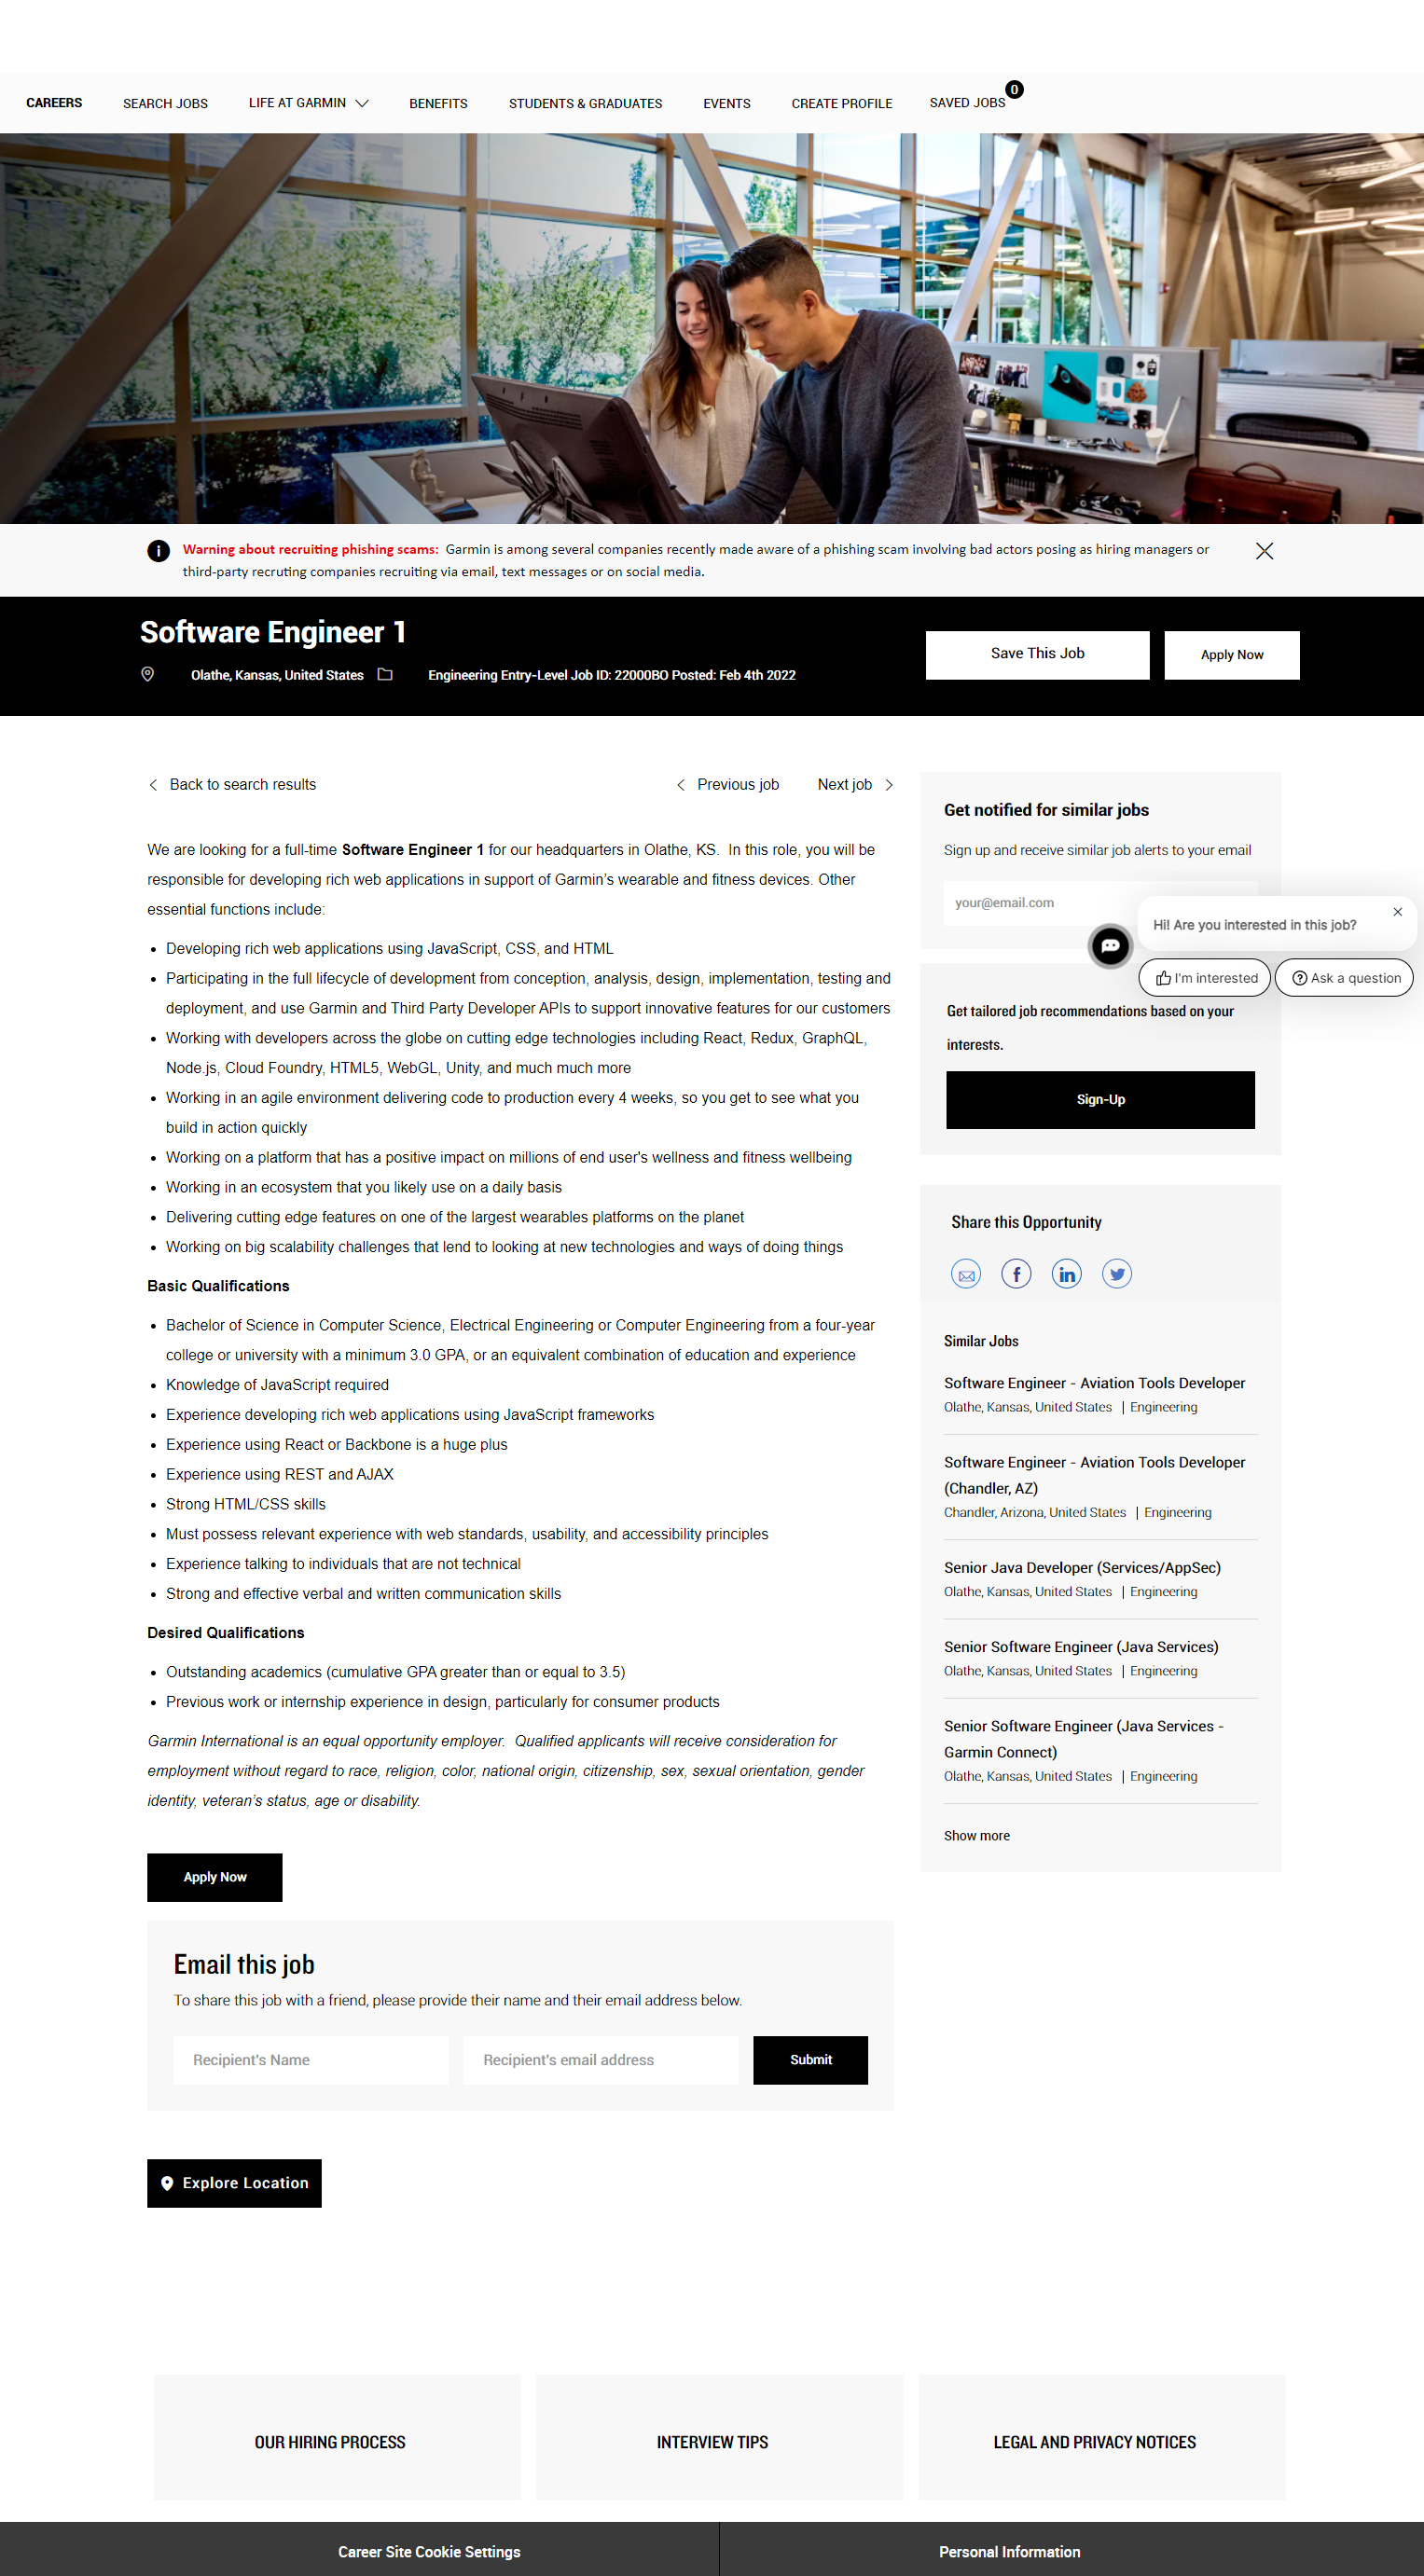 CAREERS
SEARCH JOBS
LIFE AT GARMIN
BENEFITS
STUDENTS & GRADUATES
EVENTS
CREATE PROFILE
SAVED JOBS
0
Warning about recruiting phishing scams: Garmin is among several companies recently made aware of a phishing scam involving bad actors posing as hiring managers or
third-party recruting companies recruiting via email, text messages or on social media.
Software Engineer 1
Olathe, Kansas, United States
Engineering Entry-Level Job ID: 22000BO Posted: Feb 4th 2022
Save This Job
Apply Now
Back to search results
Previous job
Next job
We are looking for a full-time Software Engineer 1 for our headquarters in Olathe, KS. In this role, you will be
responsible for developing rich web applications in support of Garmin’s wearable and fitness devices. Other
essential functions include:
Developing rich web applications using JavaScript, CSS, and HTML
Participating in the full lifecycle of development from conception, analysis, design, implementation, testing and
deployment, and use Garmin and Third Party Developer APIs to support innovative features for our customers
Working with developers across the globe on cutting edge technologies including React, Redux, GraphQL,
Node.js, Cloud Foundry, HTML5, WebGL, Unity, and much much more
Working in an agile environment delivering code to production every 4 weeks, so you get to see what you
build in action quickly
Working on a platform that has a positive impact on millions of end user's wellness and fitness wellbeing
Working in an ecosystem that you likely use on a daily basis
Delivering cutting edge features on one of the largest wearables platforms on the planet
Working on big scalability challenges that lend to looking at new technologies and ways of doing things
Basic Qualifications
Bachelor of Science in Computer Science, Electrical Engineering or Computer Engineering from a four-year
college or university with a minimum 3.0 GPA, or an equivalent combination of education and experience
Knowledge of JavaScript required
Experience developing rich web applications using JavaScript frameworks
Experience using React or Backbone is a huge plus
Experience using REST and AJAX
Strong HTML/CSS skills
Must possess relevant experience with web standards, usability, and accessibility principles
Experience talking to individuals that are not technical
Strong and effective verbal and written communication skills
Desired Qualifications
Outstanding academics (cumulative GPA greater than or equal to 3.5)
Previous work or internship experience in design, particularly for consumer products
Garmin International is an equal opportunity employer. Qualified applicants will receive consideration for
employment without regard to race, religion, color, national origin, citizenship, sex, sexual orientation, gender
identity, veteran’s status, age or disability.
Apply Now
Email this job
To share this job with a friend, please provide their name and their email address below.
Recipient's Name
Recipient's email address
Submit
Explore Location
Get notified for similar jobs
Sign up and receive similar job alerts to your email
your@email.com
Hi! Are you interested in this job?
I'm interested
Ask a question
Get tailored job recommendations based on your
interests.
Sign-Up
Share this Opportunity
Similar Jobs
Software Engineer - Aviation Tools Developer
Olathe, Kansas, United States | Engineering
Software Engineer - Aviation Tools Developer
(Chandler, AZ)
Chandler, Arizona, United States | Engineering
Senior Java Developer (Services/AppSec)
Olathe, Kansas, United States | Engineering
Senior Software Engineer (Java Services)
Olathe, Kansas, United States | Engineering
Senior Software Engineer (Java Services -
Garmin Connect)
Olathe, Kansas, United States | Engineering
Show more
OUR HIRING PROCESS
INTERVIEW TIPS
LEGAL AND PRIVACY NOTICES
Career Site Cookie Settings
Personal Information